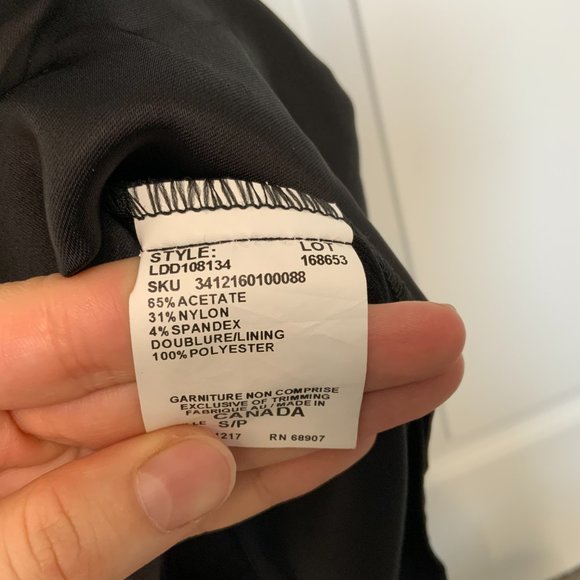 STYLE: LOT
LDD108134 168653
SKU 3412160100088
65% ACETATE
31% NYLON
4% SPANDEX
DOUBLURE/LINING
100% POLYESTER
GARNITURE NON COMPRISE
EXCLUSIVE OF TRIMMING
FABRIQUE AU / MADE IN
CANADA
S/P
1217 RN 68907